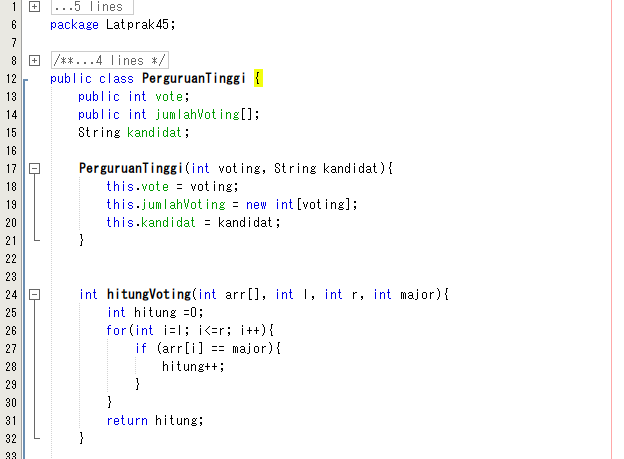 1 ...5 lines
6 package Latprak45;
7
8 /**...4 lines */
12 public class PerguruanTinggi {
13 public int vote;
14 public int jumlahVoting[];
15 String kandidat;
16
17 PerguruanTinggi(int voting, String kandidat){
18 this.vote = voting;
19 this.jumlahVoting = new int[voting];
20 this.kandidat = kandidat;
21 }
22
23
24 int hitungVoting(int arr[], int l, int r, int major){
25 int hitung =0;
26 for(int i=l; i<=r; i++){
27 if (arr[i] == major){
28 hitung++;
29 }
30 }
31 return hitung;
32 }
33